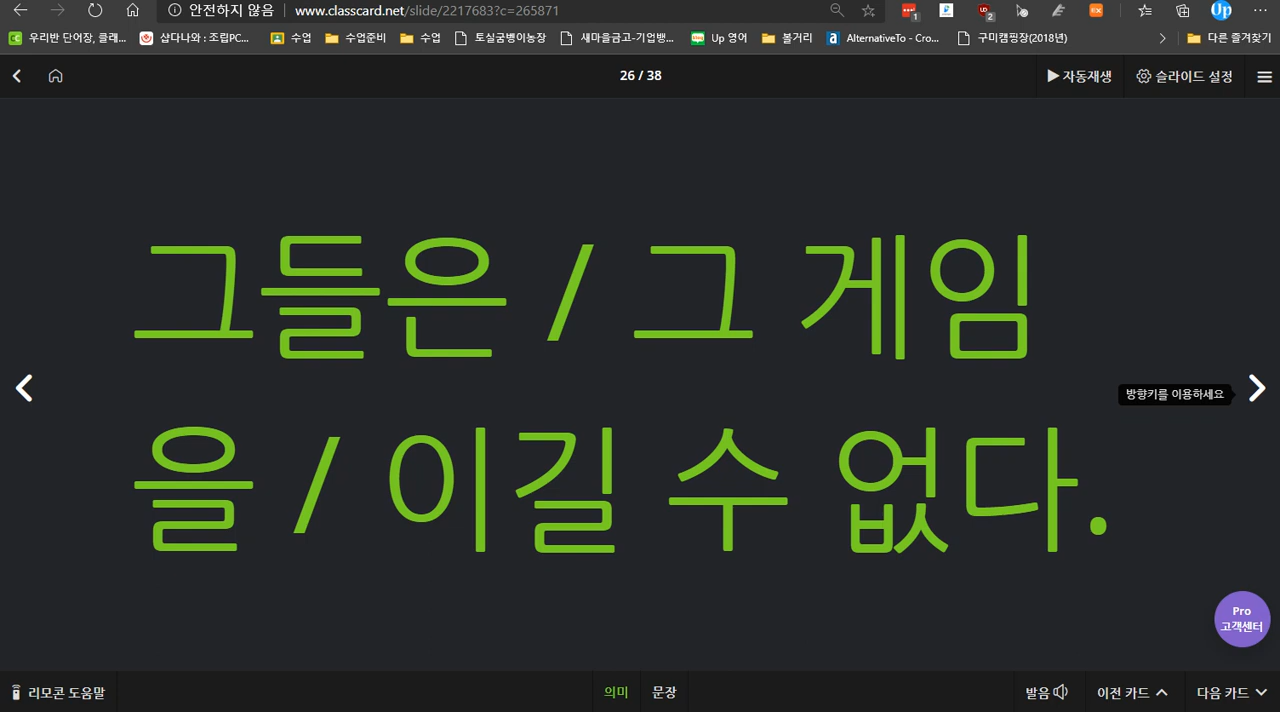 안전하지 않음 www.classcard.net/slide/2217683?c=265871
1 2 EX Up
우리반 단어장, 클래... 샵다나와 : 조립PC... 수업 수업준비 수업 토실굼벵이농장 새마을금고-기업뱅... Up 영어 볼거리 AlternativeTo - Cro... 구미캠핑장(2018년) 다른 즐겨찾기
26 / 38 자동재생 슬라이드 설정
그들은 / 그 게임
방향키를 이용하세요
을 / 이길 수 없다.
Pro
고객센터
리모콘 도움말 의미 문장 발음 이전 카드 다음 카드